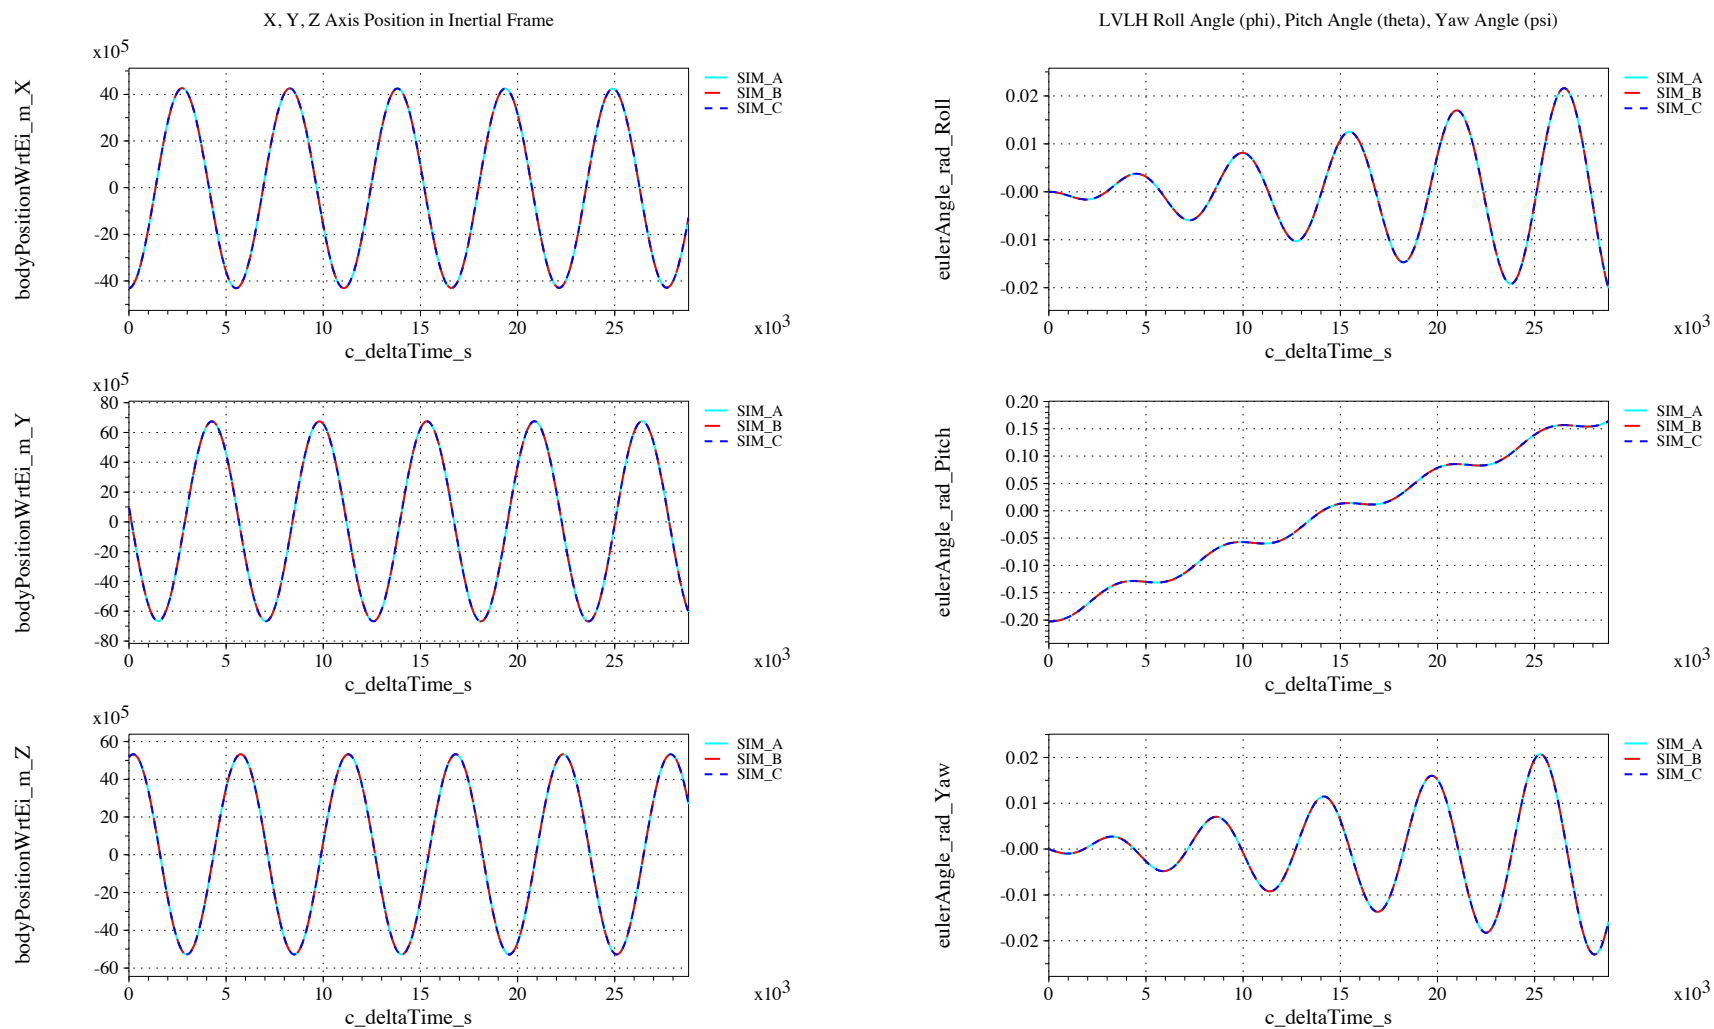 X, Y, Z Axis Position in Inertial Frame
x10^5
bodyPositionWrtEi_m_X
40
20
0
-20
-40
0 5 10 15 20 25
x10^3
c_deltaTime_s
SIM_A
SIM_B
SIM_C
x10^5
bodyPositionWrtEi_m_Y
80
60
40
20
0
-20
-40
-60
-80
0 5 10 15 20 25
x10^3
c_deltaTime_s
SIM_A
SIM_B
SIM_C
x10^5
bodyPositionWrtEi_m_Z
60
40
20
0
-20
-40
-60
0 5 10 15 20 25
x10^3
c_deltaTime_s
SIM_A
SIM_B
SIM_C
LVLH Roll Angle (phi), Pitch Angle (theta), Yaw Angle (psi)
eulerAngle_rad_Roll
0.02
0.01
-0.00
-0.01
-0.02
0 5 10 15 20 25
x10^3
c_deltaTime_s
SIM_A
SIM_B
SIM_C
eulerAngle_rad_Pitch
0.20
0.15
0.10
0.05
0.00
-0.05
-0.10
-0.15
-0.20
0 5 10 15 20 25
x10^3
c_deltaTime_s
SIM_A
SIM_B
SIM_C
eulerAngle_rad_Yaw
0.02
0.01
-0.00
-0.01
-0.02
0 5 10 15 20 25
x10^3
c_deltaTime_s
SIM_A
SIM_B
SIM_C